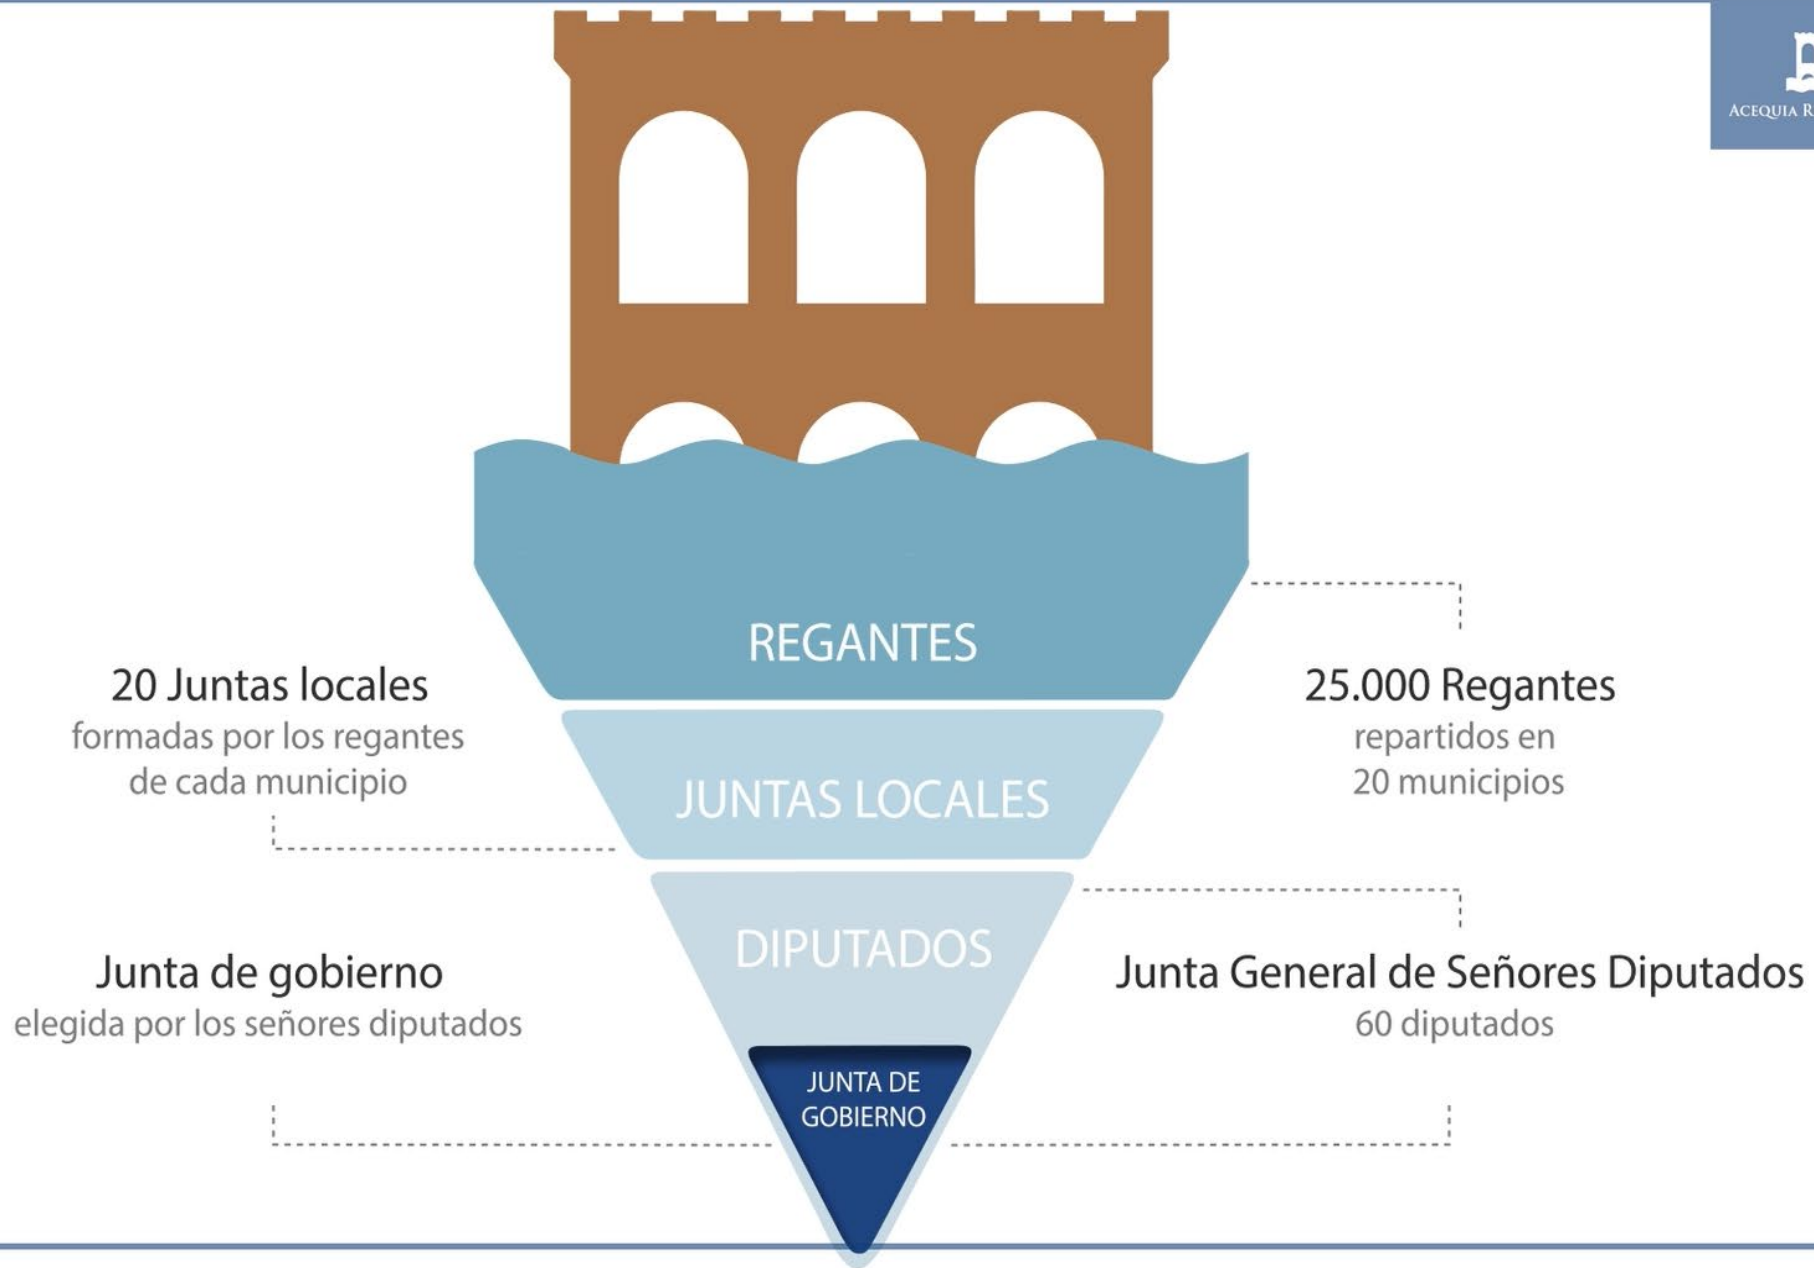 ACEQUIA R
REGANTES
20 Juntas locales
formadas por los regantes
de cada municipio
25.000 Regantes
repartidos en
20 municipios
JUNTAS LOCALES
DIPUTADOS
Junta de gobierno
elegida por los señores diputados
Junta General de Señores Diputados
60 diputados
JUNTA DE
GOBIERNO